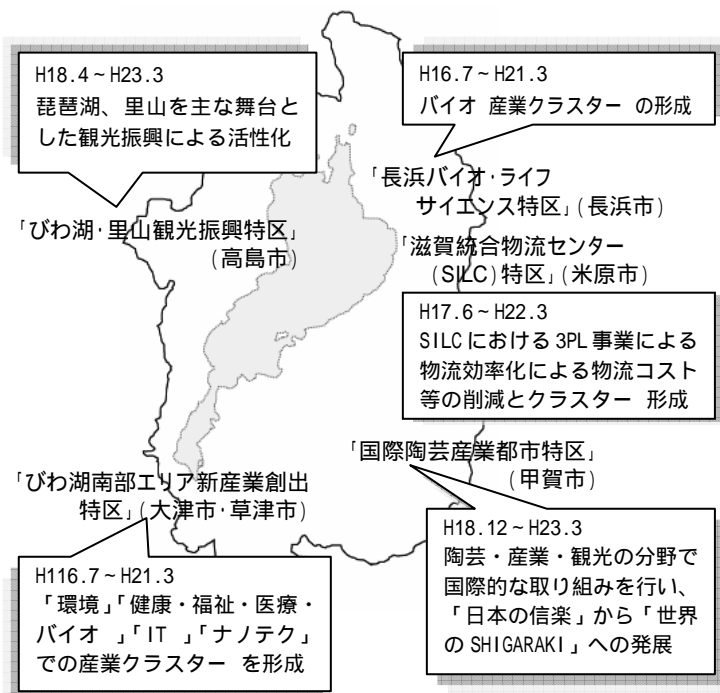 H18.4～H23.3
琵琶湖、里山を主な舞台と
した観光振興による活性化
H16.7～H21.3
バイオ 産業クラスター の形成
「長浜バイオ・ライフ
サイエンス特区」(長浜市)
「びわ湖・里山観光振興特区」
(高島市)
「滋賀統合物流センター
(SILC)特区」(米原市)
H17.6～H22.3
SILCにおける3PL事業による
物流効率化による物流コスト
等の削減とクラスター 形成
「国際陶芸産業都市特区」
(甲賀市)
「びわ湖南部エリア新産業創出
特区」(大津市・草津市)
H18.12～H23.3
陶芸・産業・観光の分野で
国際的な取り組みを行い、
「日本の信楽」から「世界
のSHIGARAKI」への発展
H116.7～H21.3
「環境」「健康・福祉・医療・
バイオ 」「IT 」「ナノテク」
での産業クラスター を形成